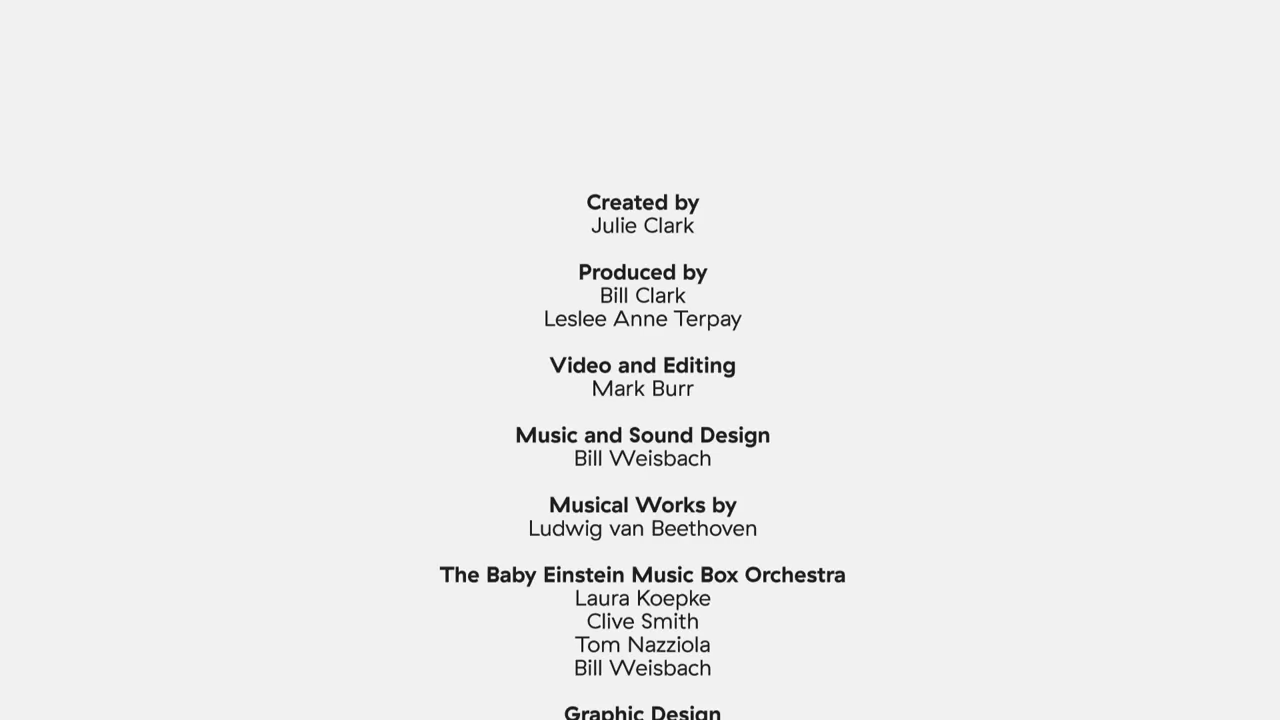 Created by
Julie Clark
Produced by
Bill Clark
Leslee Anne Terpay
Video and Editing
Mark Burr
Music and Sound Design
Bill Weisbach
Musical Works by
Ludwig van Beethoven
The Baby Einstein Music Box Orchestra
Laura Koepke
Clive Smith
Tom Nazziola
Bill Weisbach
Graphic Design